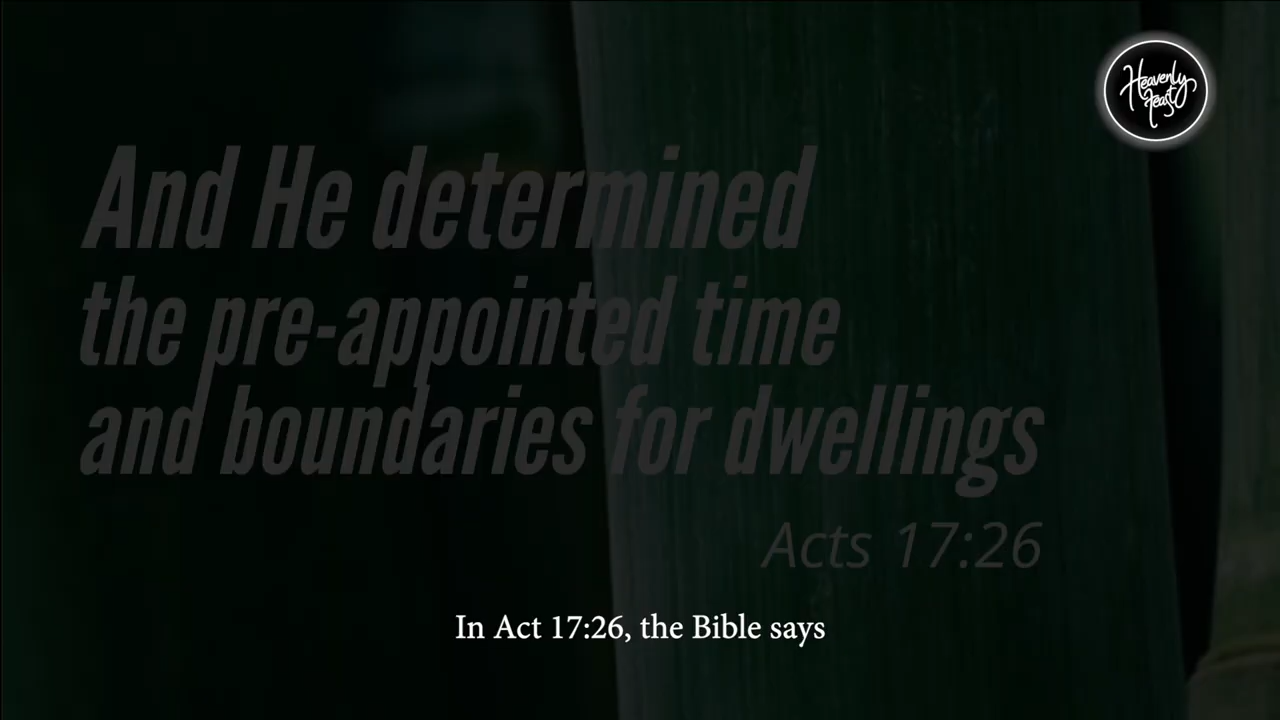 Heavenly
feast
And He determined
the pre-appointed time
and boundaries for dwellings
Acts 17:26
In Act 17:26, the Bible says